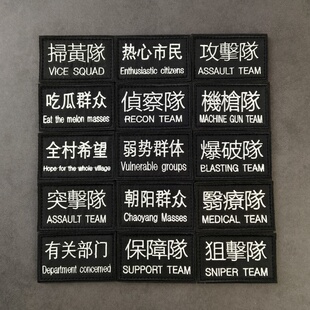 掃黃隊
VICE SQUAD
热心市民
Enthusiastic citizens
攻擊隊
ASSAULT TEAM
吃瓜群众
Eat the melon masses
偵察隊
RECON TEAM
機槍隊
MACHINE GUN TEAM
全村希望
Hope for the whole village
弱势群体
Vulnerable groups
爆破隊
BLASTING TEAM
突擊隊
ASSAULT TEAM
朝阳群众
Chaoyang Masses
醫療隊
MEDICAL TEAN
有关部门
Department concerned
保障隊
SUPPORT TEAM
狙擊隊
SNIPER TEAM